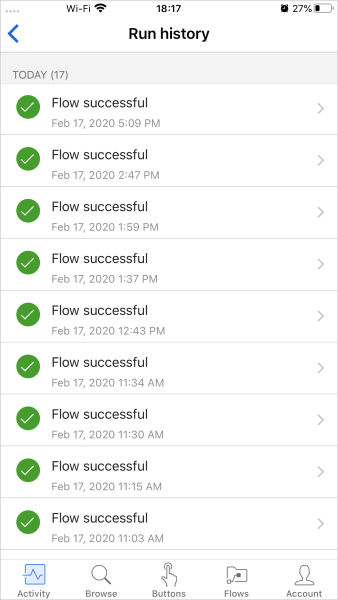 Wi-Fi 18:17 27%
Run history
TODAY (17)
Flow successful
Feb 17, 2020 5:09 PM
Flow successful
Feb 17, 2020 2:47 PM
Flow successful
Feb 17, 2020 1:59 PM
Flow successful
Feb 17, 2020 1:37 PM
Flow successful
Feb 17, 2020 12:43 PM
Flow successful
Feb 17, 2020 11:34 AM
Flow successful
Feb 17, 2020 11:30 AM
Flow successful
Feb 17, 2020 11:15 AM
Flow successful
Feb 17, 2020 11:03 AM
Activity Browse Buttons Flows Account